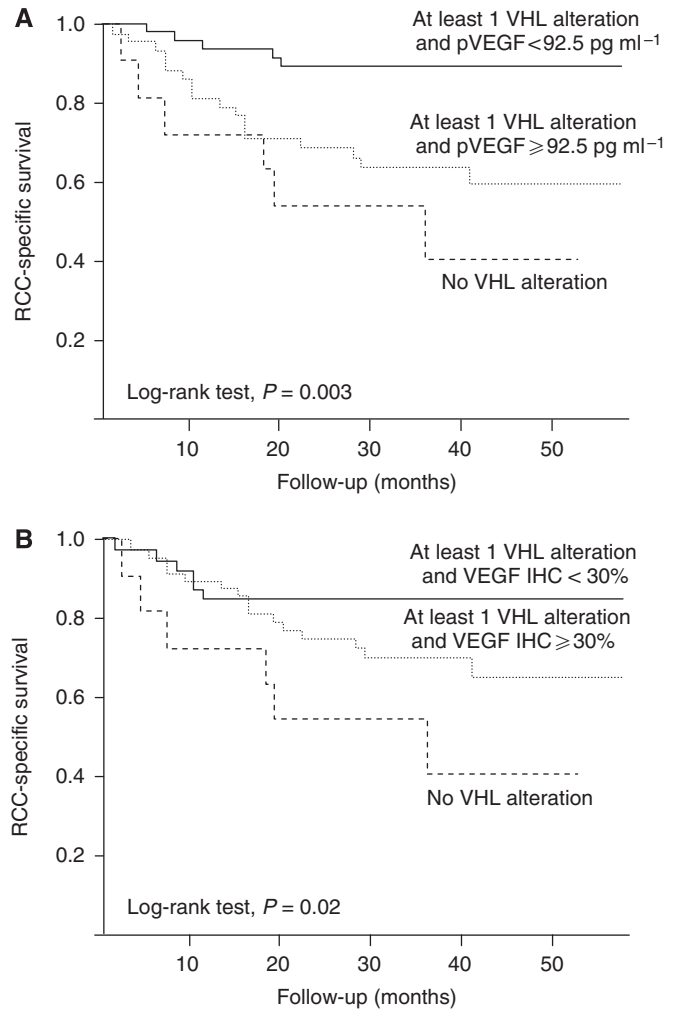 A
At least 1 VHL alteration
and pVEGF<92.5 pg ml⁻¹
At least 1 VHL alteration
and pVEGF⩾92.5 pg ml⁻¹
No VHL alteration
RCC-specific survival
1.0
0.8
0.6
0.4
0.2
Log-rank test, P = 0.003
10 20 30 40 50
Follow-up (months)
B
At least 1 VHL alteration
and VEGF IHC < 30%
At least 1 VHL alteration
and VEGF IHC⩾30%
No VHL alteration
RCC-specific survival
1.0
0.8
0.6
0.4
0.2
Log-rank test, P = 0.02
10 20 30 40 50
Follow-up (months)